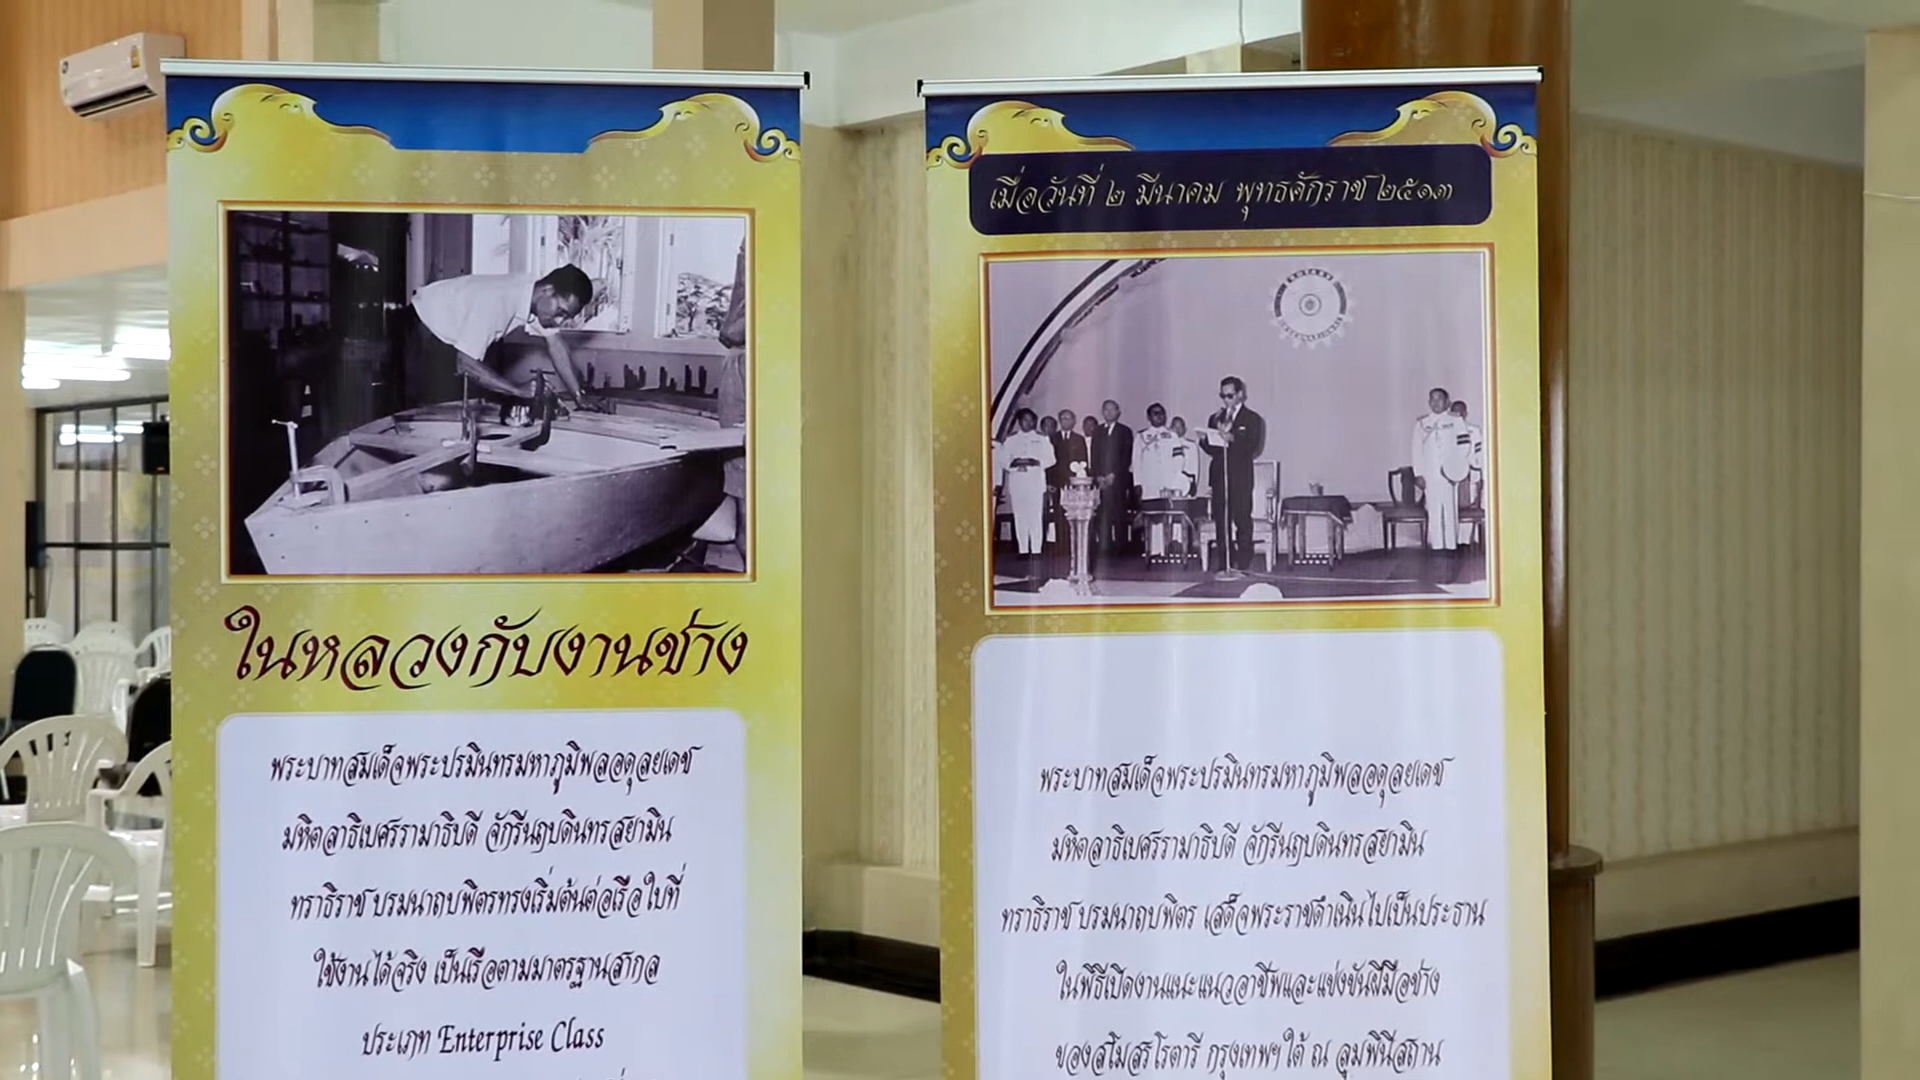 ในหลวงกับงานช่าง
พระบาทสมเด็จพระปรมินทรมหาภูมิพลอดุลยเดช
มหิตลาธิเบศรรามาธิบดี จักรีนฤบดินทรสยามิน
ทราธิราช บรมนาถบพิตรทรงเริ่มต้นต่อเรือใบที่
ใช้งานได้จริง เป็นเรือตามมาตรฐานสากล
ประเภท Enterprise Class
เมื่อวันที่ ๒ มีนาคม พุทธศักราช ๒๕๑๓
ROTARY
พระบาทสมเด็จพระปรมินทรมหาภูมิพลอดุลยเดช
มหิตลาธิเบศรรามาธิบดี จักรีนฤบดินทรสยามิน
ทราธิราช บรมนาถบพิตร เสด็จพระราชดำเนินไปเป็นประธาน
ในพิธีเปิดงานแนะแนวอาชีพและแข่งขันฝีมือช่าง
ของสโมสรโรตารี กรุงเทพฯใต้ ณ ลุมพินีสถาน